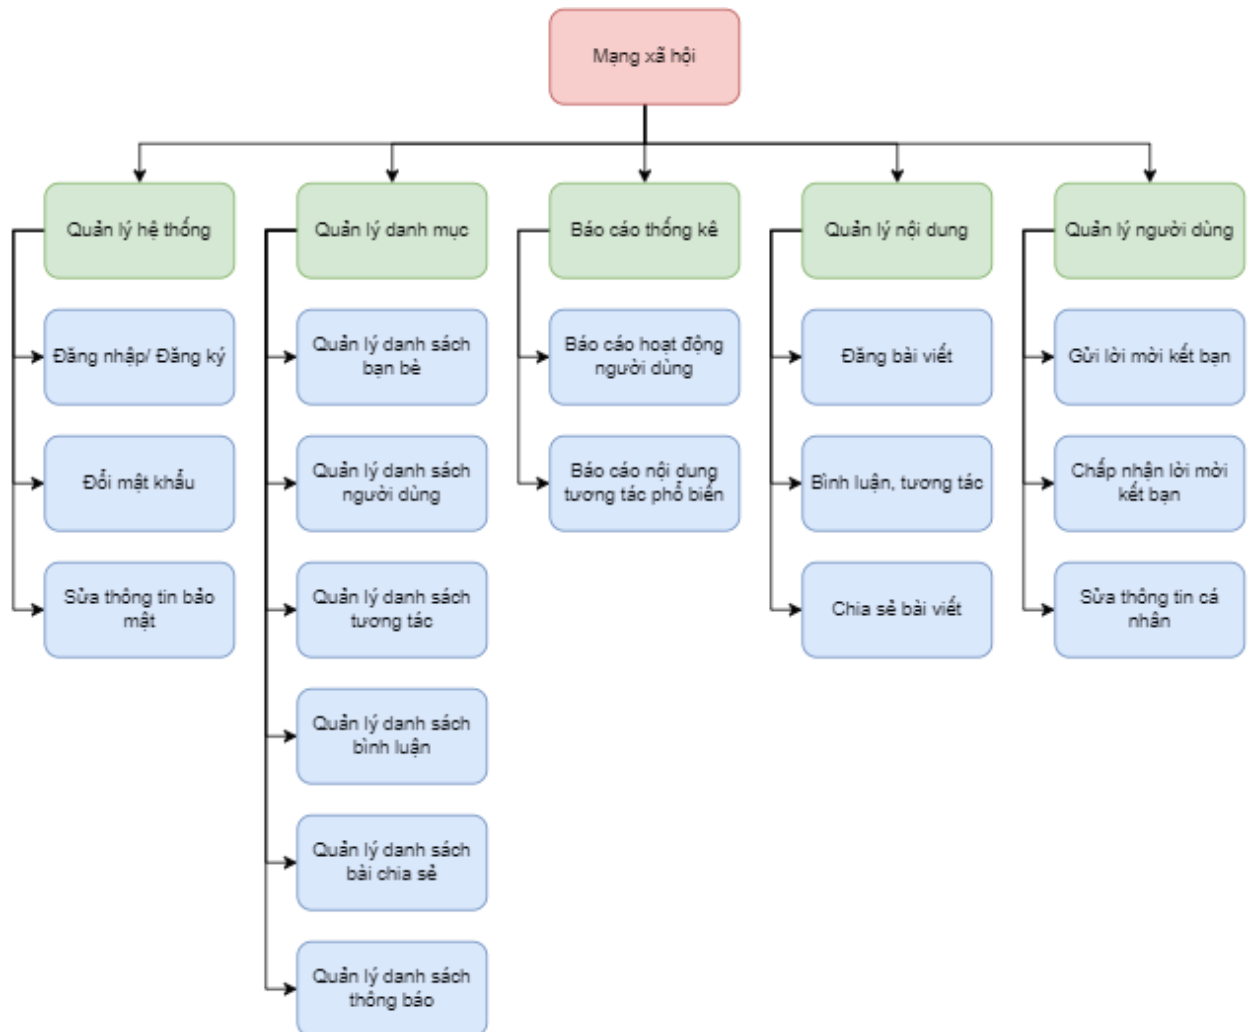 Mạng xã hội
Quản lý hệ thống
Quản lý danh mục
Báo cáo thống kê
Quản lý nội dung
Quản lý người dùng
Đăng nhập/ Đăng ký
Đổi mật khẩu
Sửa thông tin bảo
mật
Quản lý danh sách
bạn bè
Quản lý danh sách
người dùng
Quản lý danh sách
tương tác
Quản lý danh sách
bình luận
Quản lý danh sách
bài chia sẻ
Quản lý danh sách
thông báo
Báo cáo hoạt động
người dùng
Báo cáo nội dung
tương tác phổ biến
Đăng bài viết
Bình luận, tương tác
Chia sẻ bài viết
Gửi lời mời kết bạn
Chấp nhận lời mời
kết bạn
Sửa thông tin cá
nhân